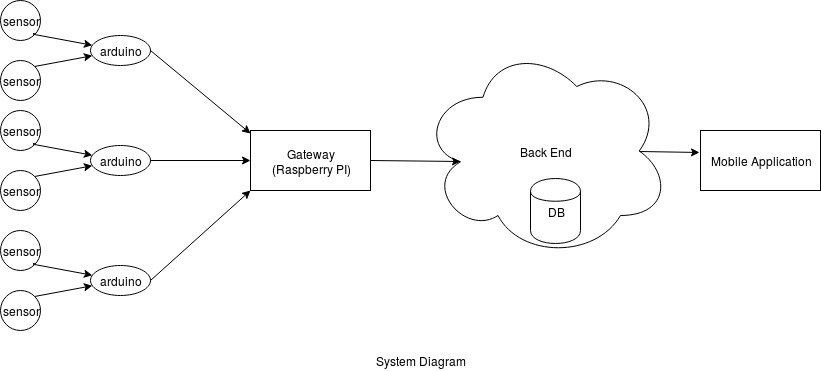 sensor
arduino
sensor
sensor
arduino
sensor
sensor
arduino
sensor
Gateway
(Raspberry PI)
Back End
DB
Mobile Application
System Diagram